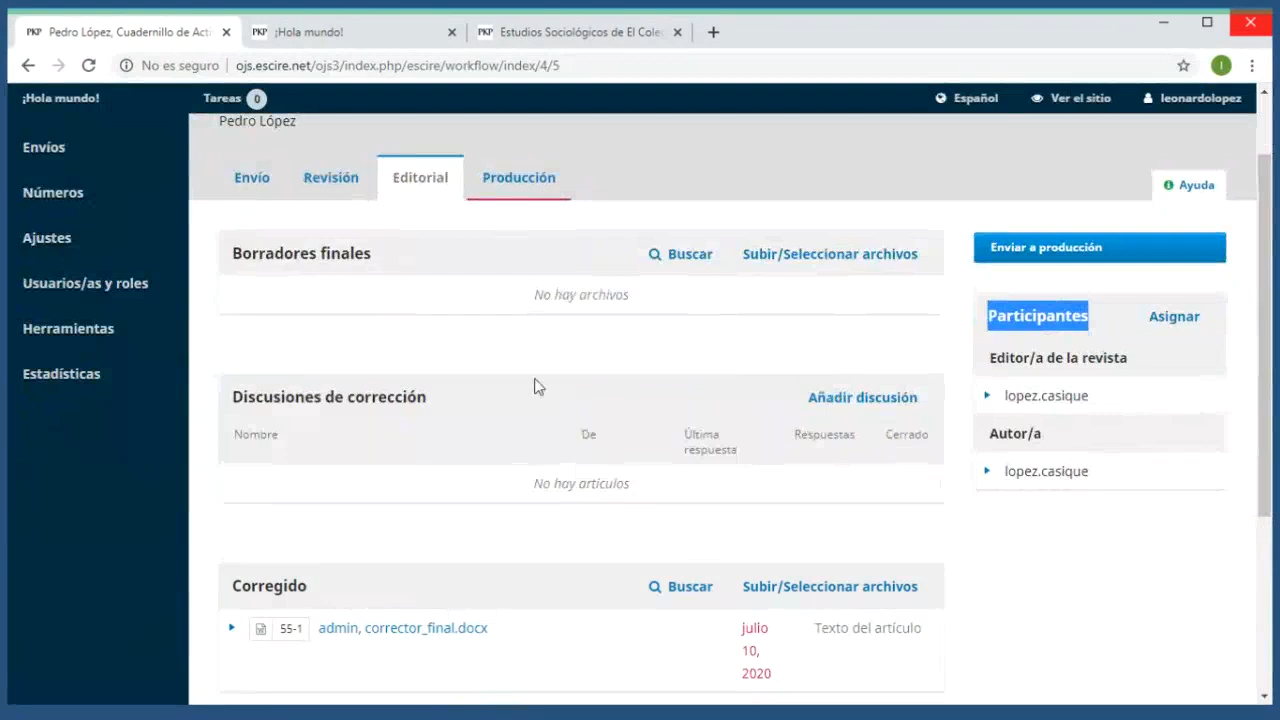 PKP Pedro López, Cuadernillo de Acti
PKP ¡Hola mundo!
PKP Estudios Sociológicos de El Cole
No es seguro
ojs.escire.net/ojs3/index.php/escire/workflow/index/4/5
I
¡Hola mundo!
Tareas 0
Español
Ver el sitio
leonardolopez
Pedro López
Envíos
Números
Ajustes
Usuarios/as y roles
Herramientas
Estadísticas
Envío
Revisión
Editorial
Producción
Ayuda
Borradores finales
Buscar
Subir/Seleccionar archivos
No hay archivos
Enviar a producción
Participantes
Asignar
Editor/a de la revista
lopez.casique
Autor/a
lopez.casique
Discusiones de corrección
Añadir discusión
Nombre
De
Última
respuesta
Respuestas
Cerrado
No hay artículos
Corregido
Buscar
Subir/Seleccionar archivos
55-1
admin, corrector_final.docx
julio
10,
2020
Texto del artículo